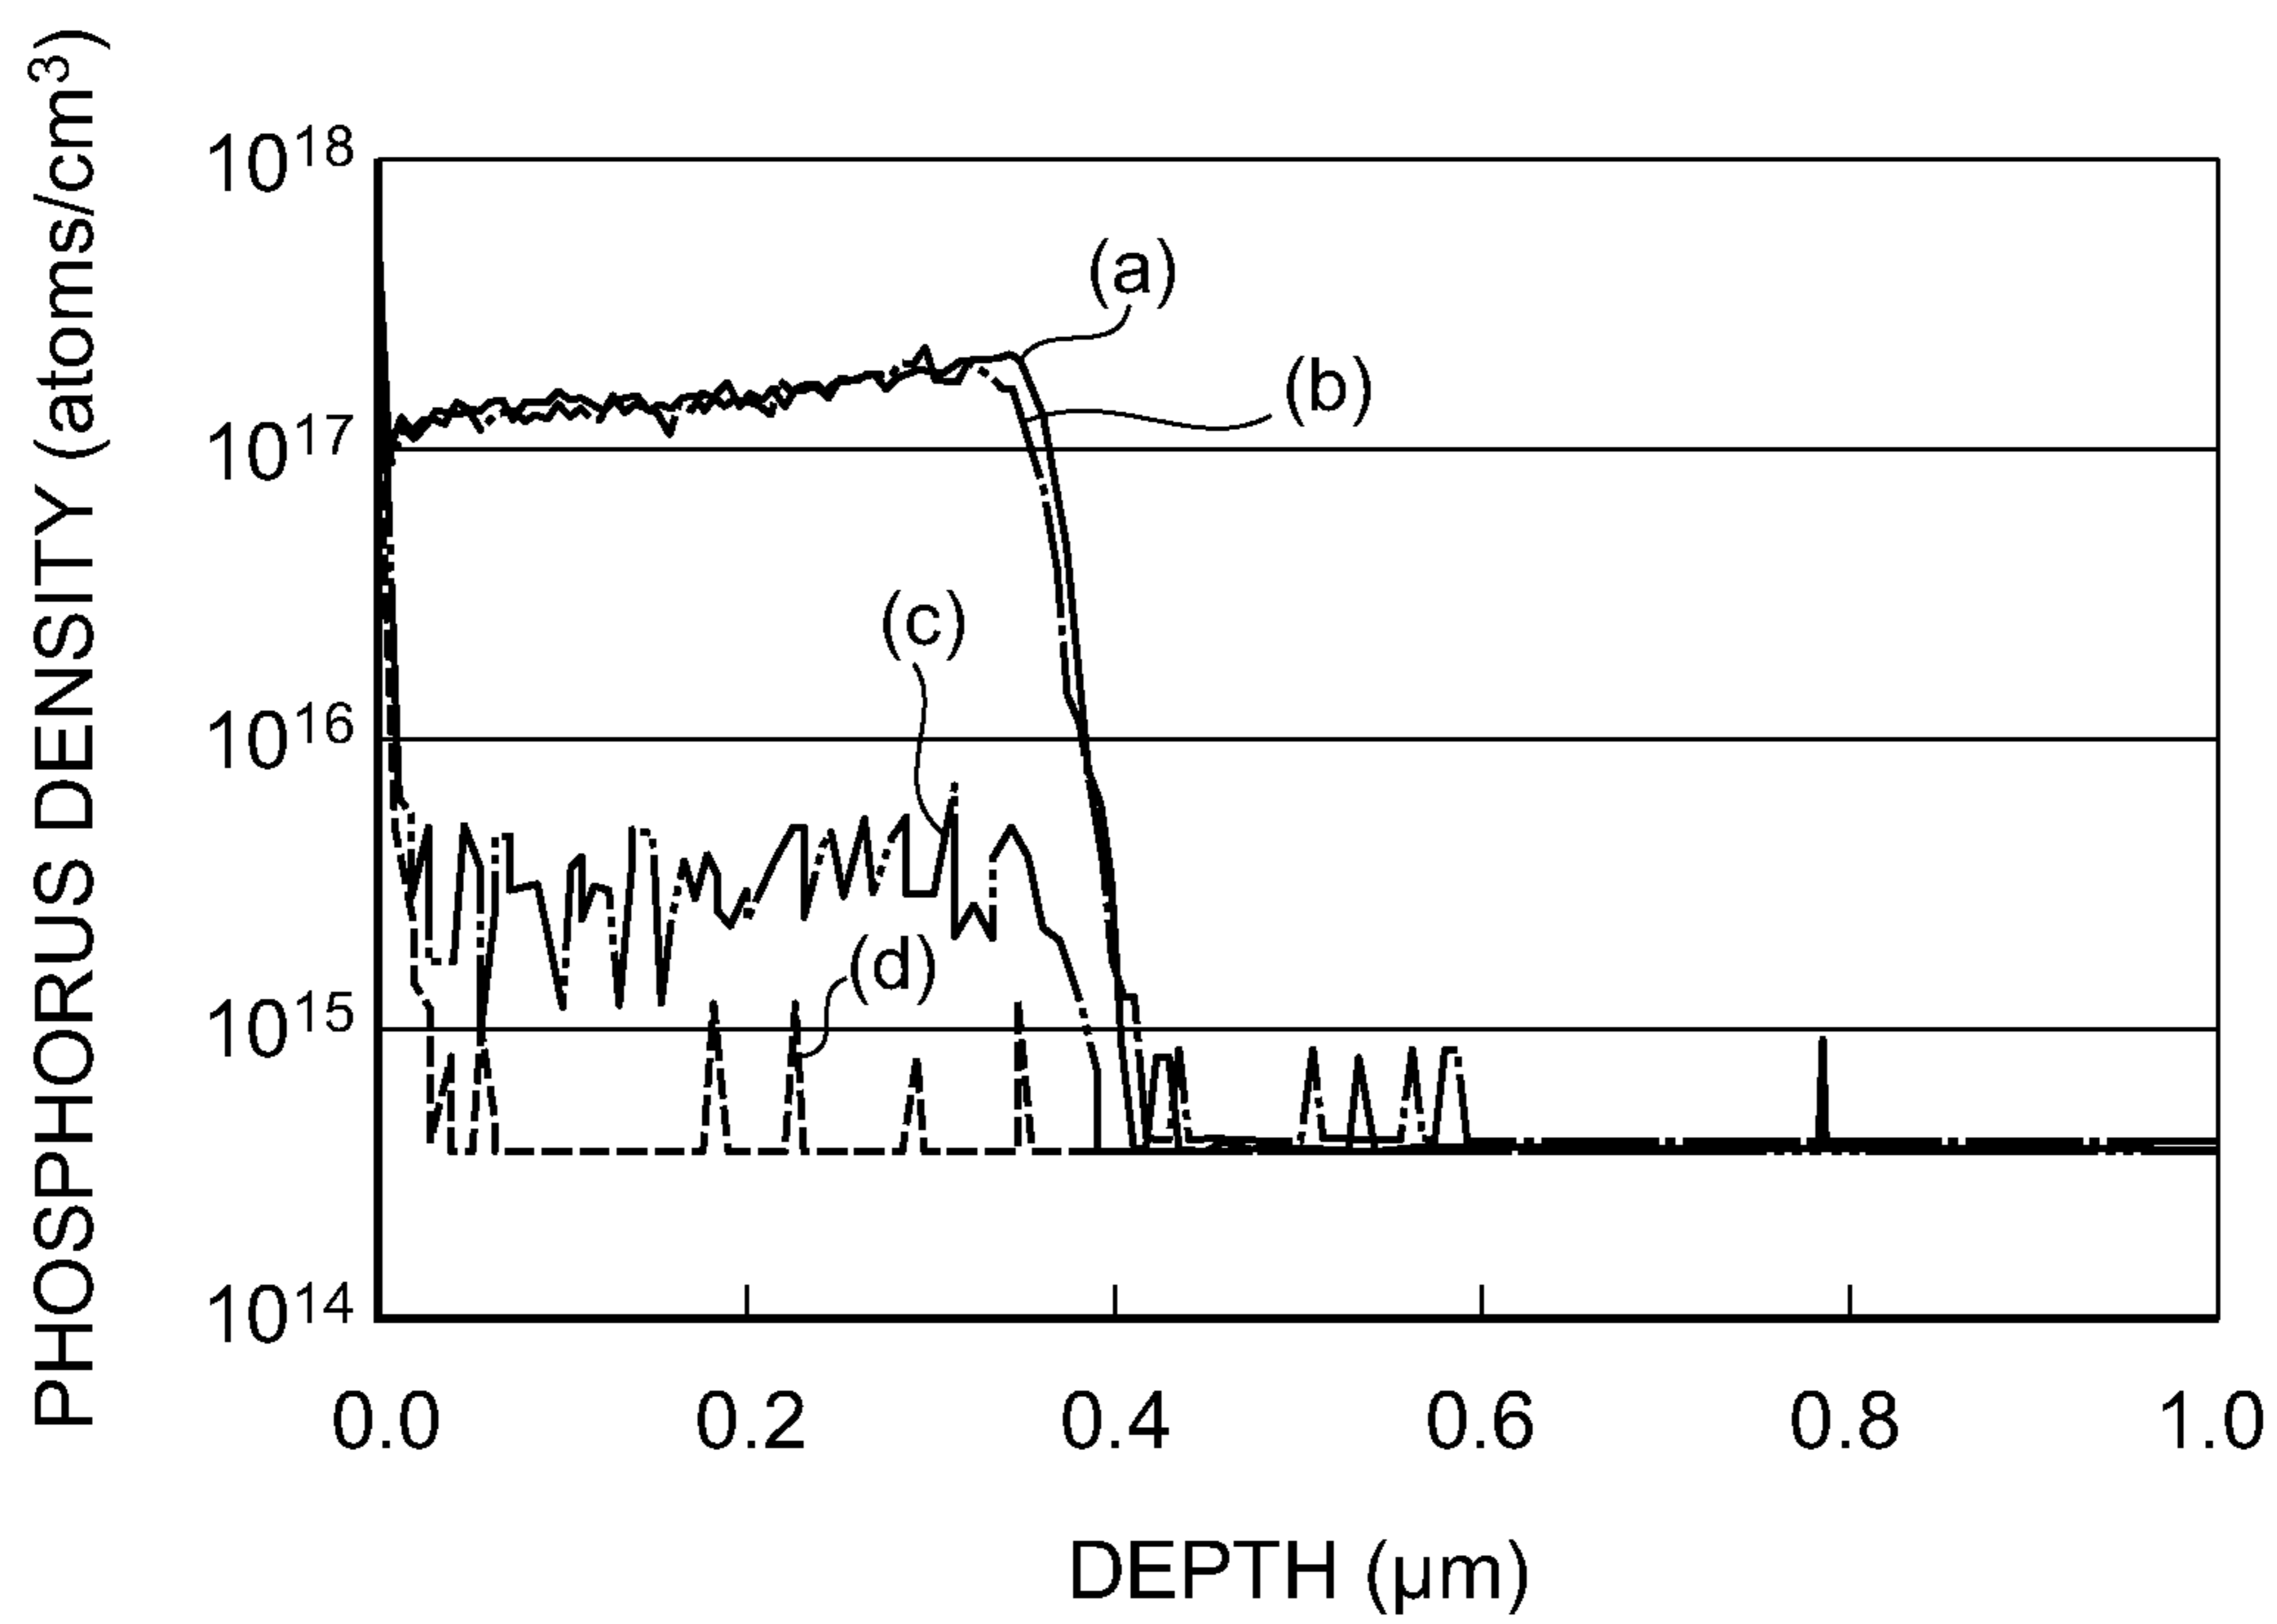 PHOSPHORUS DENSITY (atoms/cm³)
10¹⁸
10¹⁷
10¹⁶
10¹⁵
10¹⁴
(a)
(b)
(c)
(d)
0.0 0.2 0.4 0.6 0.8 1.0
DEPTH (μm)